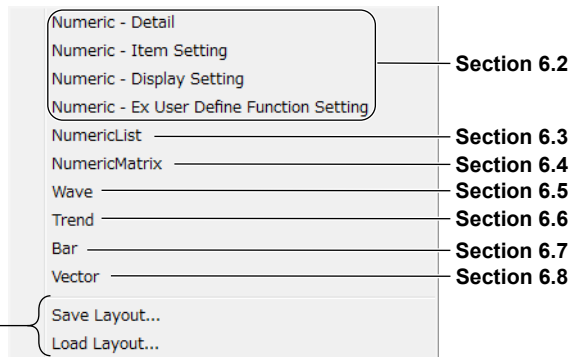 Numeric - Detail
Numeric - Item Setting
Numeric - Display Setting
Numeric - Ex User Define Function Setting
Section 6.2
NumericList Section 6.3
NumericMatrix Section 6.4
Wave Section 6.5
Trend Section 6.6
Bar Section 6.7
Vector Section 6.8
Save Layout...
Load Layout...